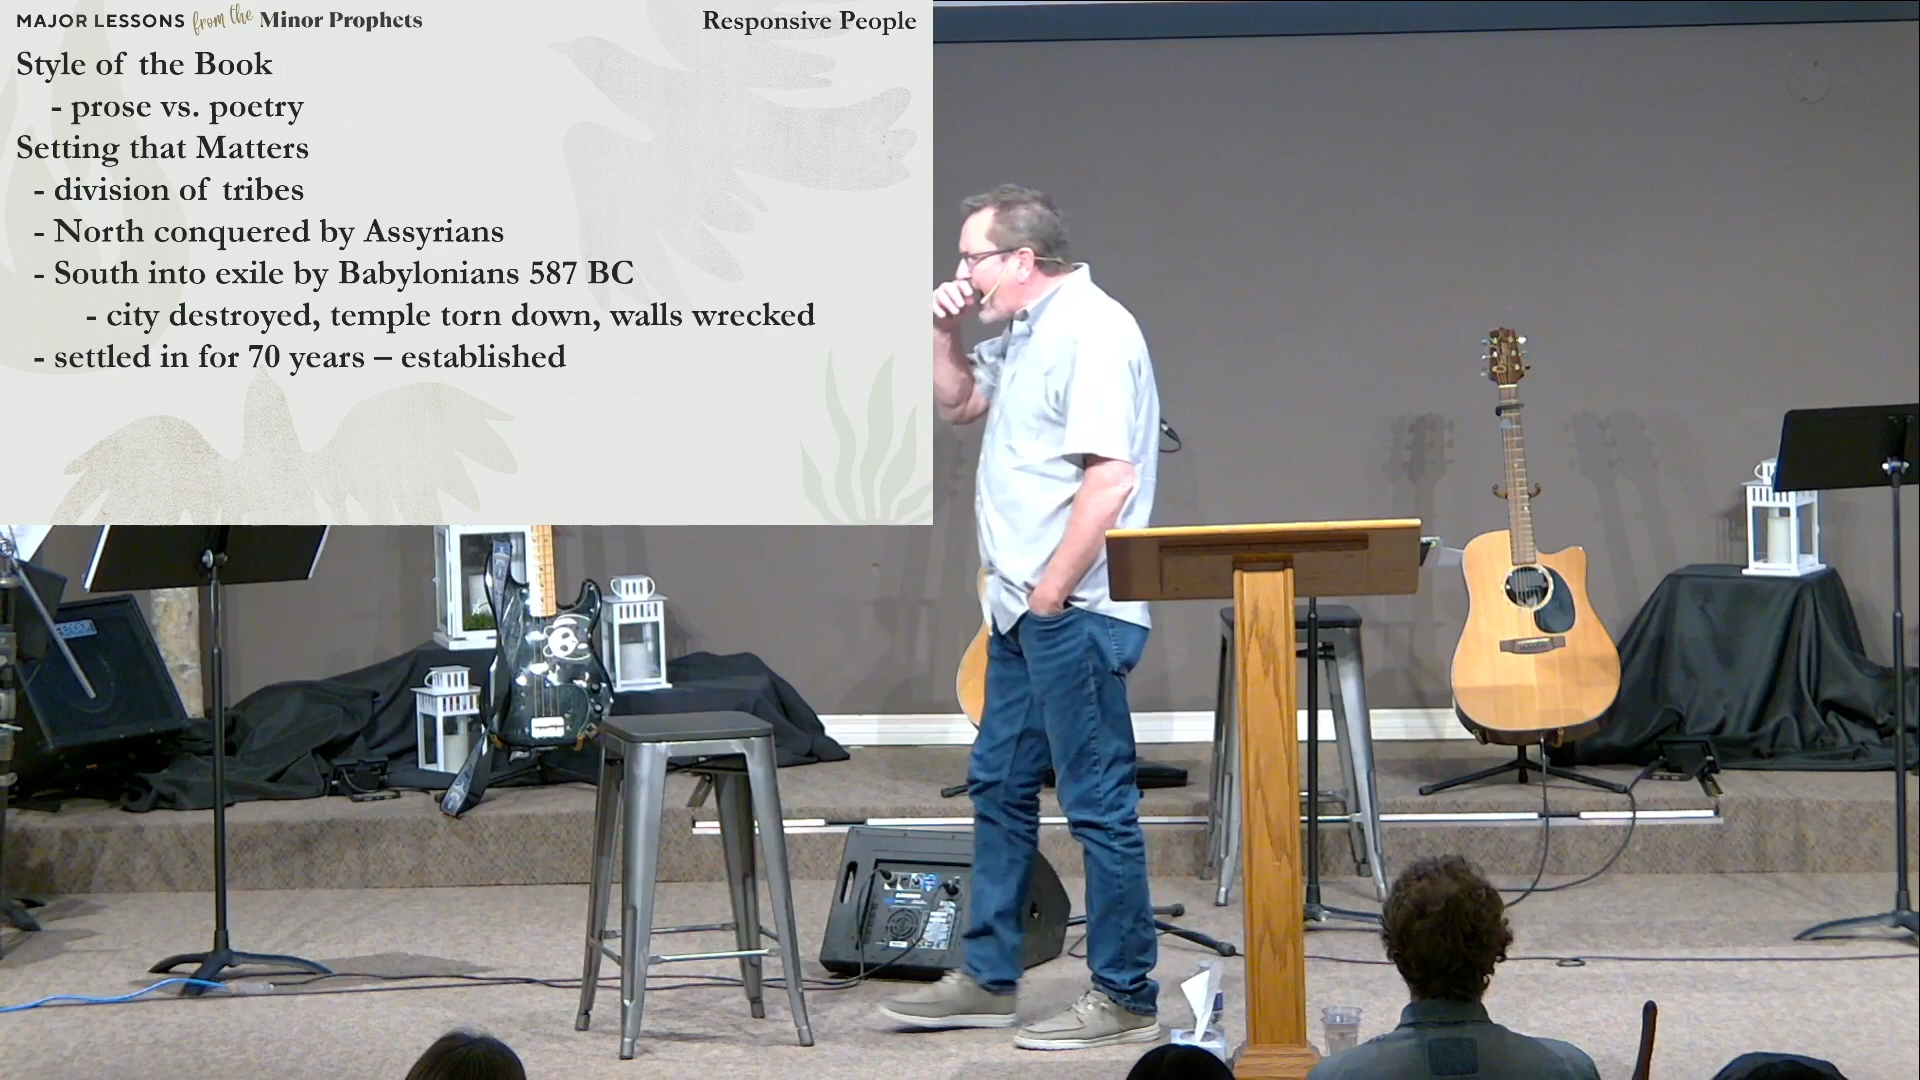 MAJOR LESSONS from the Minor Prophets
Responsive People
Style of the Book
- prose vs. poetry
Setting that Matters
- division of tribes
- North conquered by Assyrians
- South into exile by Babylonians 587 BC
- city destroyed, temple torn down, walls wrecked
- settled in for 70 years – established